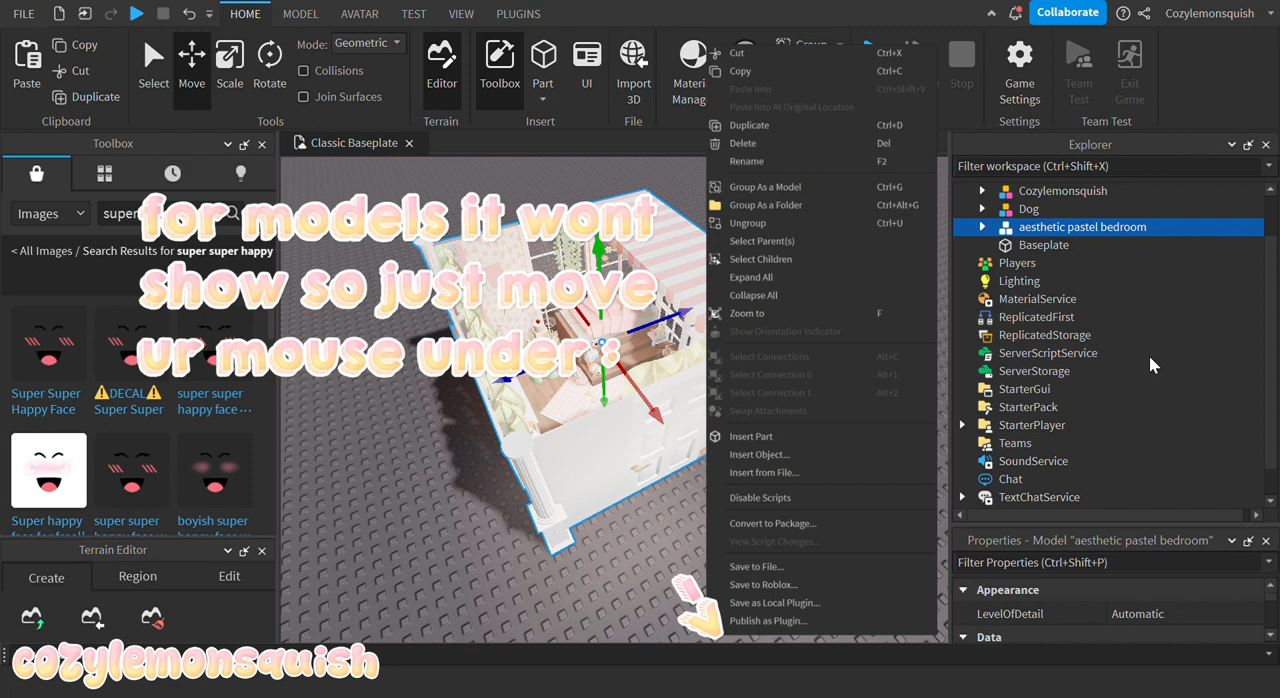 FILE
HOME
MODEL
AVATAR
TEST
VIEW
PLUGINS
Collaborate
Cozylemonsquish
Paste
Copy
Cut
Duplicate
Clipboard
Select
Move
Scale
Rotate
Mode: Geometric
Collisions
Join Surfaces
Tools
Editor
Terrain
Toolbox
Part
UI
Insert
Import
3D
File
Materi
Manag
Group
Stop
Game
Settings
Settings
Team
Test
Exit
Game
Team Test
Toolbox
Images
super
< All Images / Search Results for super super happy
Super Super
Happy Face
⚠DECAL⚠
Super Super
super super
happy face...
Super happy
super super
boyish super
Terrain Editor
Create
Region
Edit
Classic Baseplate
for models it wont
show so just move
ur mouse under :
cozylemonsquish
Cut Ctrl+X
Copy Ctrl+C
Paste Into Ctrl+Shift+V
Paste Into At Original Location
Duplicate Ctrl+D
Delete Del
Rename F2
Group As a Model Ctrl+G
Group As a Folder Ctrl+Alt+G
Ungroup Ctrl+U
Select Parent(s)
Select Children
Expand All
Collapse All
Zoom to F
Show Orientation Indicator
Select Connections Alt+C
Select Connection 0 Alt+1
Select Connection 1 Alt+2
Swap Attachments
Insert Part
Insert Object...
Insert from File...
Disable Scripts
Convert to Package...
View Script Changes...
Save to File...
Save to Roblox...
Save as Local Plugin...
Publish as Plugin...
Explorer
Filter workspace (Ctrl+Shift+X)
Cozylemonsquish
Dog
aesthetic pastel bedroom
Baseplate
Players
Lighting
MaterialService
ReplicatedFirst
ReplicatedStorage
ServerScriptService
ServerStorage
StarterGui
StarterPack
StarterPlayer
Teams
SoundService
Chat
TextChatService
Properties - Model "aesthetic pastel bedroom"
Filter Properties (Ctrl+Shift+P)
Appearance
LevelOfDetail Automatic
Data